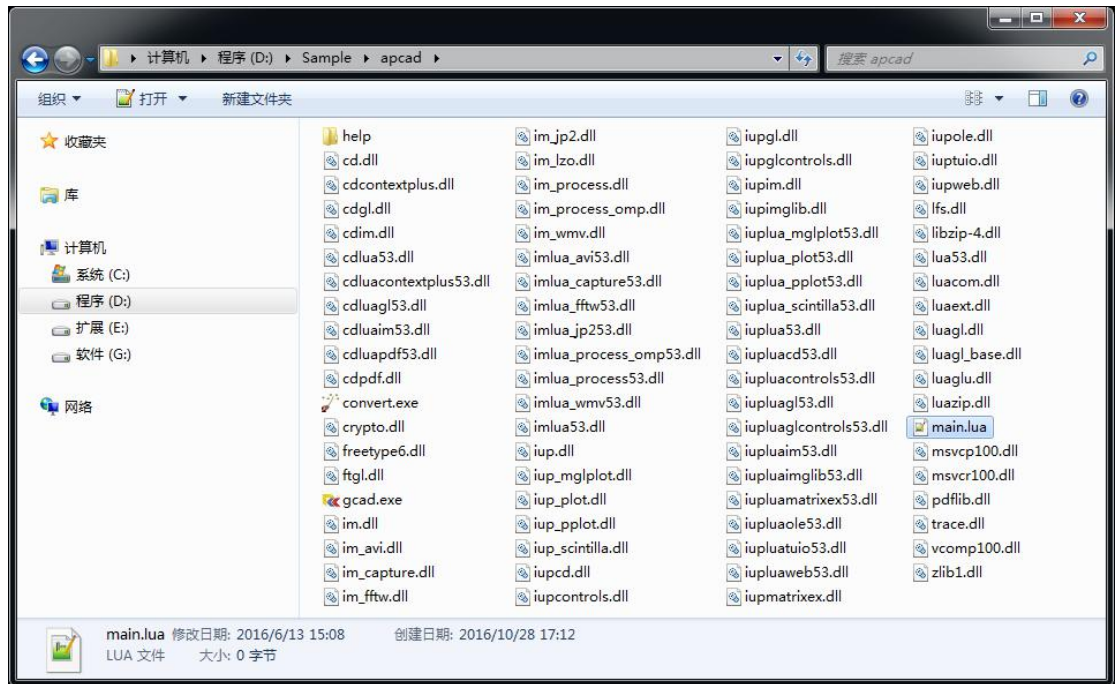 计算机 程序 (D:) Sample apcad 搜索 apcad
组织 打开 新建文件夹
收藏夹
库
计算机
系统 (C:)
程序 (D:)
扩展 (E:)
软件 (G:)
网络
help
cd.dll
cdcontextplus.dll
cdgl.dll
cdim.dll
cdlua53.dll
cdluacontextplus53.dll
cdluagl53.dll
cdluaim53.dll
cdluapdf53.dll
cdpdf.dll
convert.exe
crypto.dll
freetype6.dll
ftgl.dll
gcad.exe
im.dll
im_avi.dll
im_capture.dll
im_fftw.dll
im_jp2.dll
im_lzo.dll
im_process.dll
im_process_omp.dll
im_wmv.dll
imlua_avi53.dll
imlua_capture53.dll
imlua_fftw53.dll
imlua_jp253.dll
imlua_process_omp53.dll
imlua_process53.dll
imlua_wmv53.dll
imlua53.dll
iup.dll
iup_mglplot.dll
iup_plot.dll
iup_pplot.dll
iup_scintilla.dll
iupcd.dll
iupcontrols.dll
iupgl.dll
iupglcontrols.dll
iupim.dll
iupimglib.dll
iuplua_mglplot53.dll
iuplua_plot53.dll
iuplua_pplot53.dll
iuplua_scintilla53.dll
iuplua53.dll
iupluacd53.dll
iupluacontrols53.dll
iupluagl53.dll
iupluaglcontrols53.dll
iupluaim53.dll
iupluaimglib53.dll
iupluamatrixex53.dll
iupluaole53.dll
iupluatuio53.dll
iupluaweb53.dll
iupmatrixex.dll
iupole.dll
iuptuio.dll
iupweb.dll
lfs.dll
libzip-4.dll
lua53.dll
luacom.dll
luaext.dll
luagl.dll
luagl_base.dll
luaglu.dll
luazip.dll
main.lua
msvcp100.dll
msvcr100.dll
pdflib.dll
trace.dll
vcomp100.dll
zlib1.dll
main.lua 修改日期: 2016/6/13 15:08 创建日期: 2016/10/28 17:12
LUA 文件 大小: 0 字节